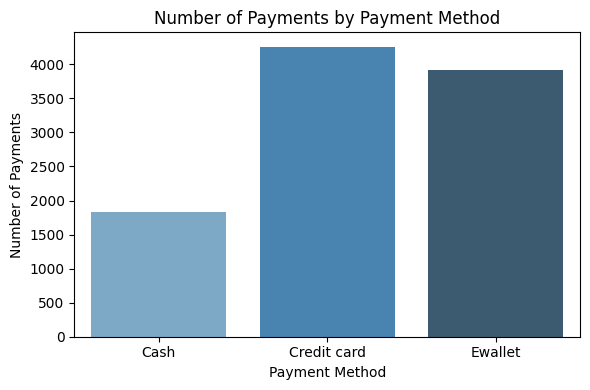 Number of Payments by Payment Method
Number of Payments
4000
3500
3000
2500
2000
1500
1000
500
0
Cash Credit card Ewallet
Payment Method